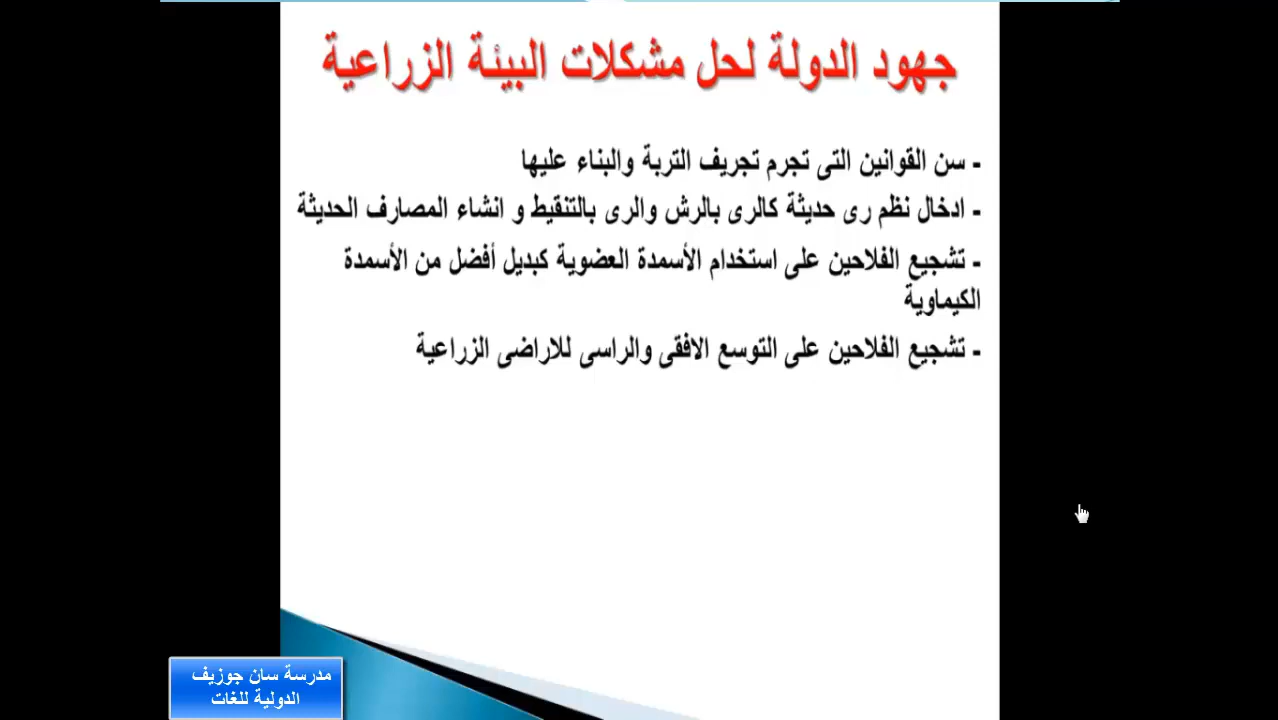 جهود الدولة لحل مشكلات البيئة الزراعية
- سن القوانين التى تجرم تجريف التربة والبناء عليها
- ادخال نظم رى حديثة كالرى بالرش والرى بالتنقيط و انشاء المصارف الحديثة
- تشجيع الفلاحين على استخدام الأسمدة العضوية كبديل أفضل من الأسمدة
الكيماوية
- تشجيع الفلاحين على التوسع الافقى والراسى للاراضى الزراعية
مدرسة سان جوزيف
الدولية للغات